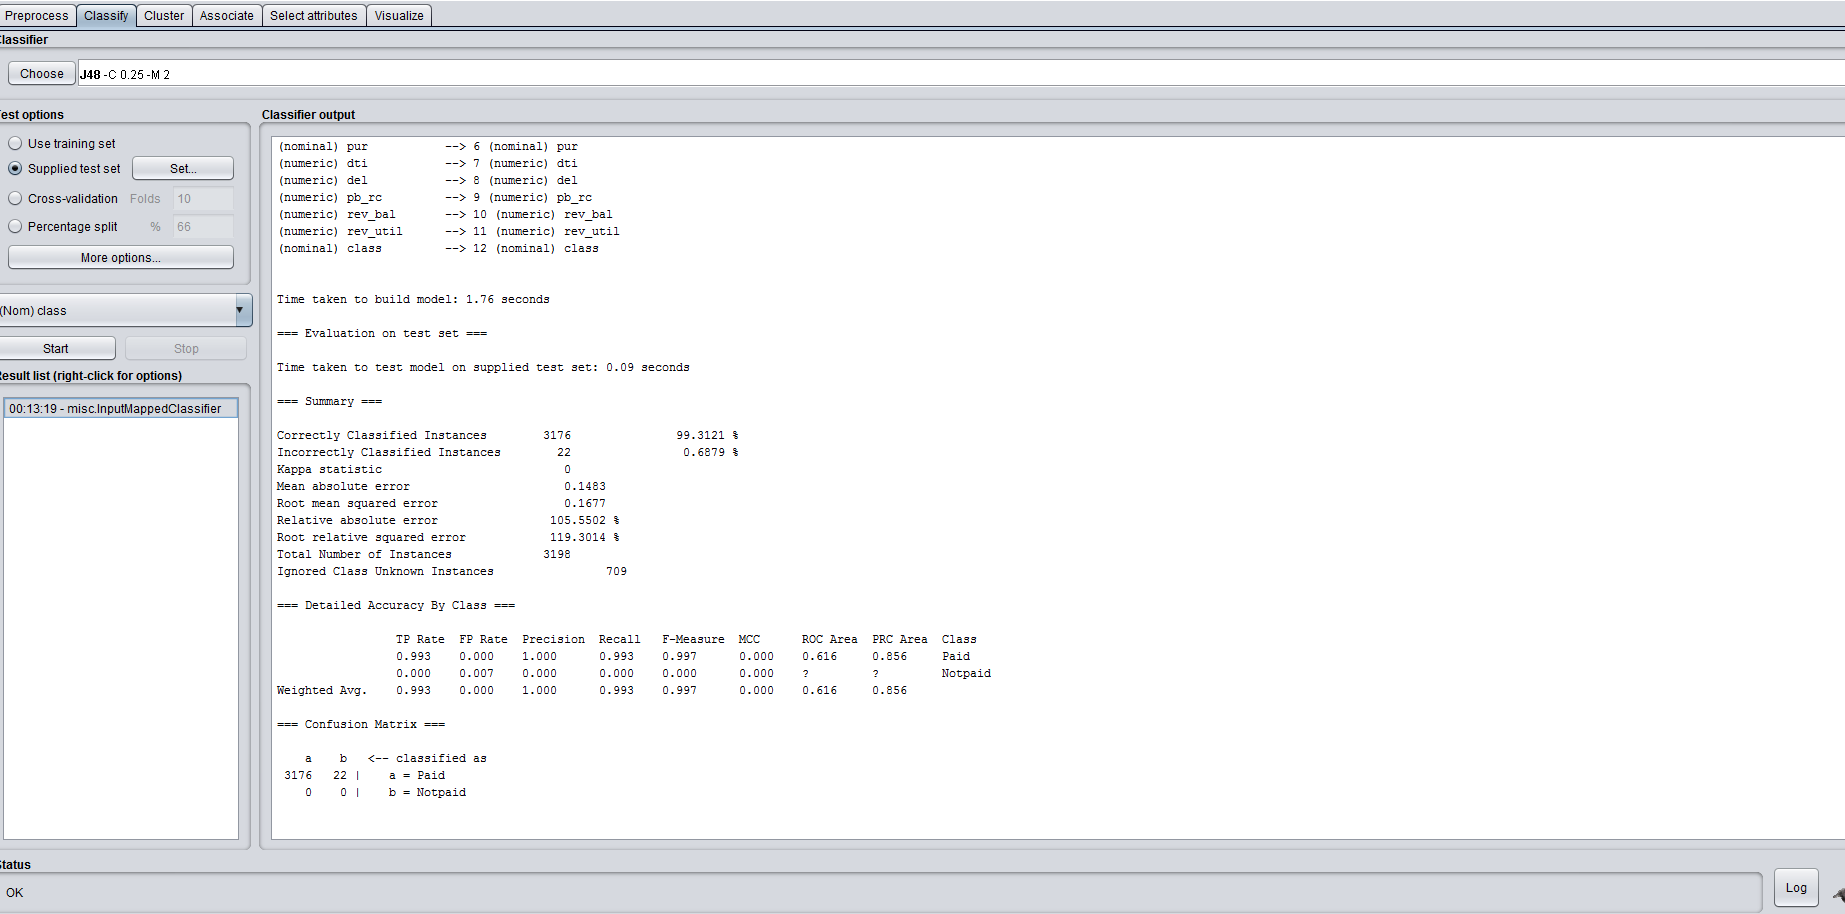 Preprocess Classify Cluster Associate Select attributes Visualize
Classifier
Choose J48 -C 0.25 -M 2
Test options
Use training set
Supplied test set Set...
Cross-validation Folds 10
Percentage split % 66
More options...
(Nom) class
Start Stop
Result list (right-click for options)
00:13:19 - misc.InputMappedClassifier
Classifier output
(nominal) pur --> 6 (nominal) pur
(numeric) dti --> 7 (numeric) dti
(numeric) del --> 8 (numeric) del
(numeric) pb_rc --> 9 (numeric) pb_rc
(numeric) rev_bal --> 10 (numeric) rev_bal
(numeric) rev_util --> 11 (numeric) rev_util
(nominal) class --> 12 (nominal) class
Time taken to build model: 1.76 seconds
=== Evaluation on test set ===
Time taken to test model on supplied test set: 0.09 seconds
=== Summary ===
Correctly Classified Instances 3176 99.3121 %
Incorrectly Classified Instances 22 0.6879 %
Kappa statistic 0
Mean absolute error 0.1483
Root mean squared error 0.1677
Relative absolute error 105.5502 %
Root relative squared error 119.3014 %
Total Number of Instances 3198
Ignored Class Unknown Instances 709
=== Detailed Accuracy By Class ===
TP Rate FP Rate Precision Recall F-Measure MCC ROC Area PRC Area Class
0.993 0.000 1.000 0.993 0.997 0.000 0.616 0.856 Paid
0.000 0.007 0.000 0.000 0.000 0.000 ? ? Notpaid
Weighted Avg. 0.993 0.000 1.000 0.993 0.997 0.000 0.616 0.856
=== Confusion Matrix ===
a b <-- classified as
3176 22 | a = Paid
0 0 | b = Notpaid
Status
OK
Log